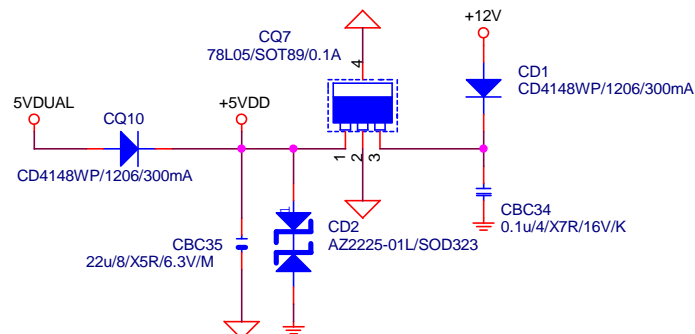 +12V
CQ7
78L05/SOT89/0.1A
4
CD1
CD4148WP/1206/300mA
5VDUAL
+5VDD
CQ10
1
2
3
CD4148WP/1206/300mA
1
CBC34
0.1u/4/X7R/16V/K
CD2
AZ2225-01L/SOD323
CBC35
22u/8/X5R/6.3V/M